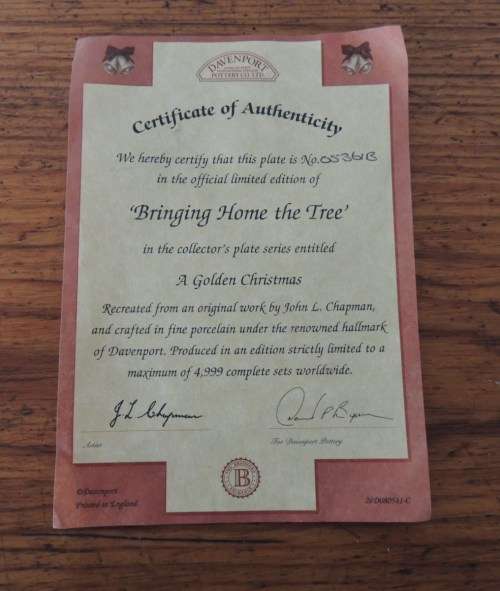 DAVENPORT
POTTERY CO. LTD.
Certificate of Authenticity
We hereby certify that this plate is No.
in the official limited edition of
'Bringing Home the Tree'
in the collector's plate series entitled
A Golden Christmas
Recreated from an original work by John L. Chapman,
and crafted in fine porcelain under the renowned hallmark
of Davenport. Produced in an edition strictly limited to a
maximum of 4,999 complete sets worldwide.
J L Chapman
Artist
For Davenport Pottery
B
©Davenport
Printed in England